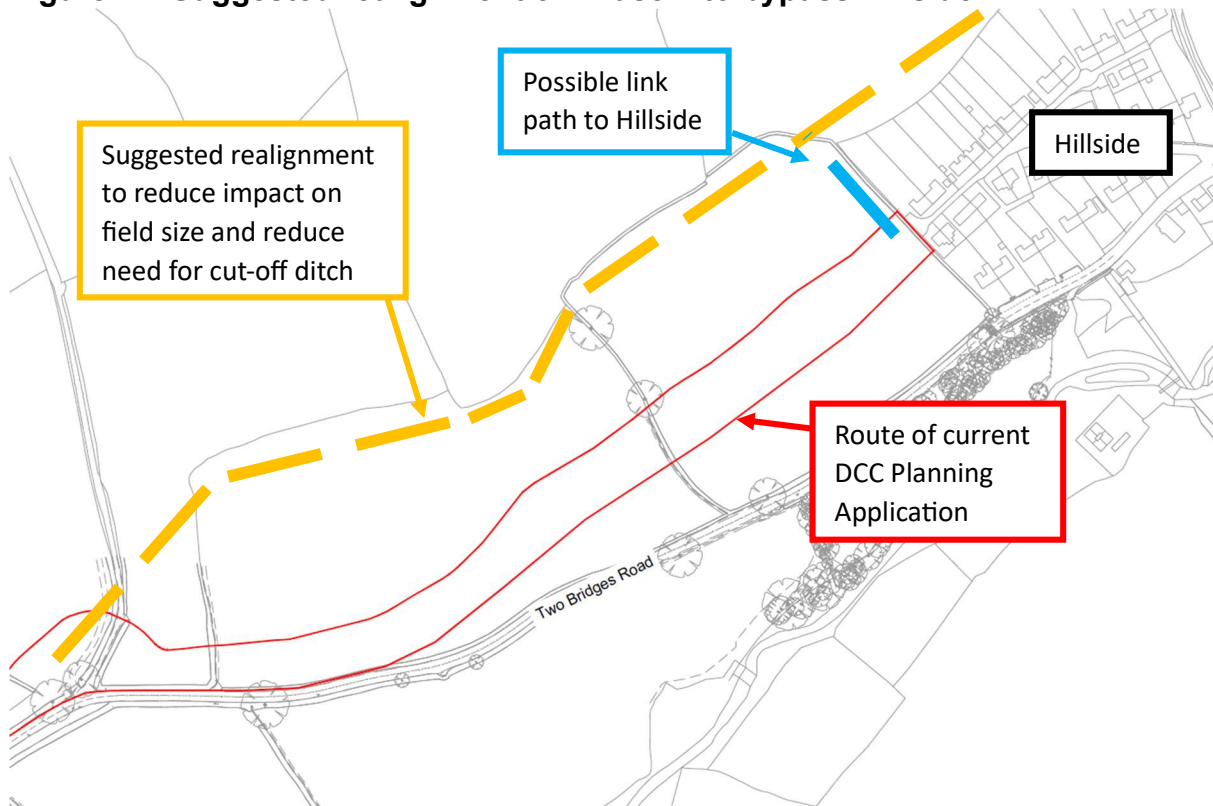 Possible link
path to Hillside
Hillside
Suggested realignment
to reduce impact on
field size and reduce
need for cut-off ditch
Route of current
DCC Planning
Application
Two Bridges Road